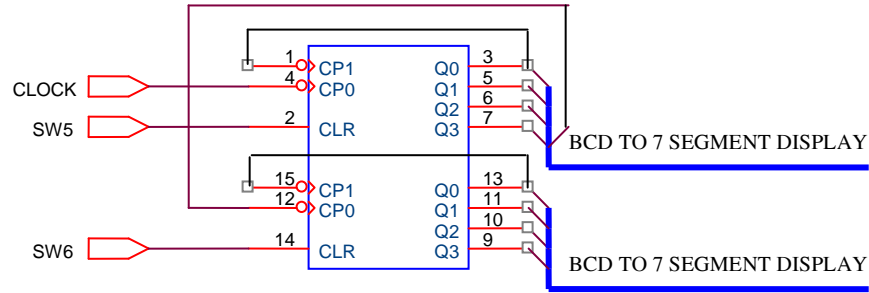 1 CP1 Q0 3
CLOCK 4 CP0 Q1 5
Q2 6
SW5 2 CLR Q3 7
BCD TO 7 SEGMENT DISPLAY
15 CP1 Q0 13
12 CP0 Q1 11
Q2 10
SW6 14 CLR Q3 9
BCD TO 7 SEGMENT DISPLAY